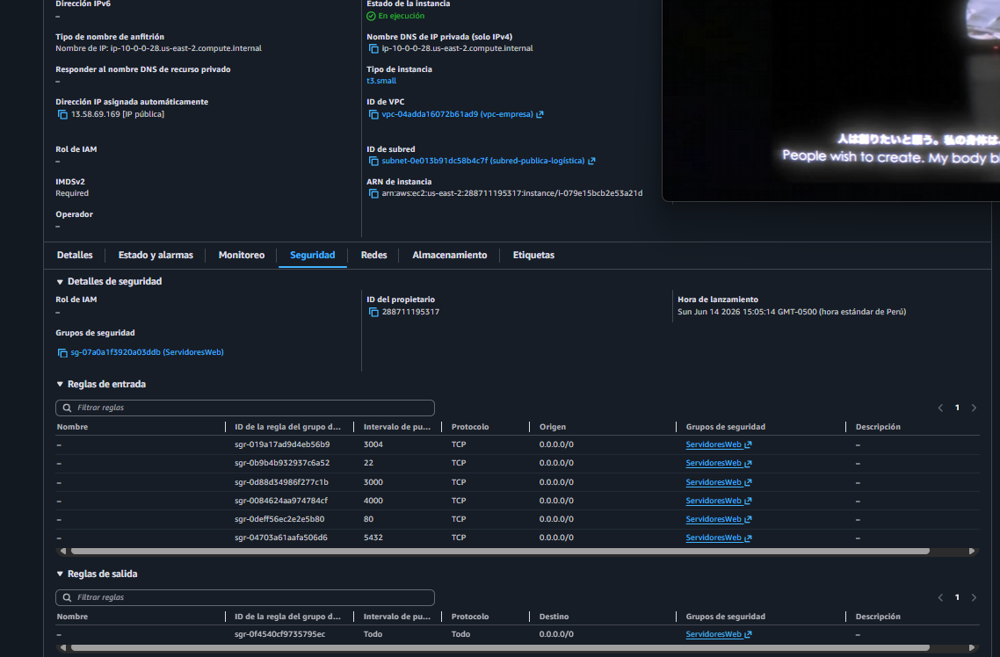 Dirección IPv6
–
Estado de la instancia
En ejecución
Tipo de nombre de anfitrión
Nombre de IP: ip-10-0-0-28.us-east-2.compute.internal
Nombre DNS de IP privada (solo IPv4)
ip-10-0-0-28.us-east-2.compute.internal
Responder al nombre DNS de recurso privado
–
Tipo de instancia
t3.small
Dirección IP asignada automáticamente
13.58.69.169 [IP pública]
ID de VPC
vpc-04adda16072b61ad9 (vpc-empresa)
Rol de IAM
–
ID de subred
subnet-0e013b91dc58b4c7f (subred-publica-logística)
IMDSv2
Required
ARN de instancia
arn:aws:ec2:us-east-2:288711195317:instance/i-079e15bcb2e53a21d
Operador
–
人は創りたいと願う。私の身体は、
People wish to create. My body b
Detalles Estado y alarmas Monitoreo Seguridad Redes Almacenamiento Etiquetas
Detalles de seguridad
Rol de IAM
–
ID del propietario
288711195317
Hora de lanzamiento
Sun Jun 14 2026 15:05:14 GMT-0500 (hora estándar de Perú)
Grupos de seguridad
sg-07a0a1f3920a03ddb (ServidoresWeb)
Reglas de entrada
Filtrar reglas
1
Nombre ID de la regla del grupo d... Intervalo de pu... Protocolo Origen Grupos de seguridad Descripción
– sgr-019a17ad9d4eb56b9 3004 TCP 0.0.0.0/0 ServidoresWeb –
– sgr-0b9b4b932937c6a52 22 TCP 0.0.0.0/0 ServidoresWeb –
– sgr-0d88d34986f277c1b 3000 TCP 0.0.0.0/0 ServidoresWeb –
– sgr-0084624aa974784cf 4000 TCP 0.0.0.0/0 ServidoresWeb –
– sgr-0deff56ec2e2e5b80 80 TCP 0.0.0.0/0 ServidoresWeb –
– sgr-04703a61aafa506d6 5432 TCP 0.0.0.0/0 ServidoresWeb –
Reglas de salida
Filtrar reglas
1
Nombre ID de la regla del grupo d... Intervalo de pu... Protocolo Destino Grupos de seguridad Descripción
– sgr-0f4540cf9735795ec Todo Todo 0.0.0.0/0 ServidoresWeb –